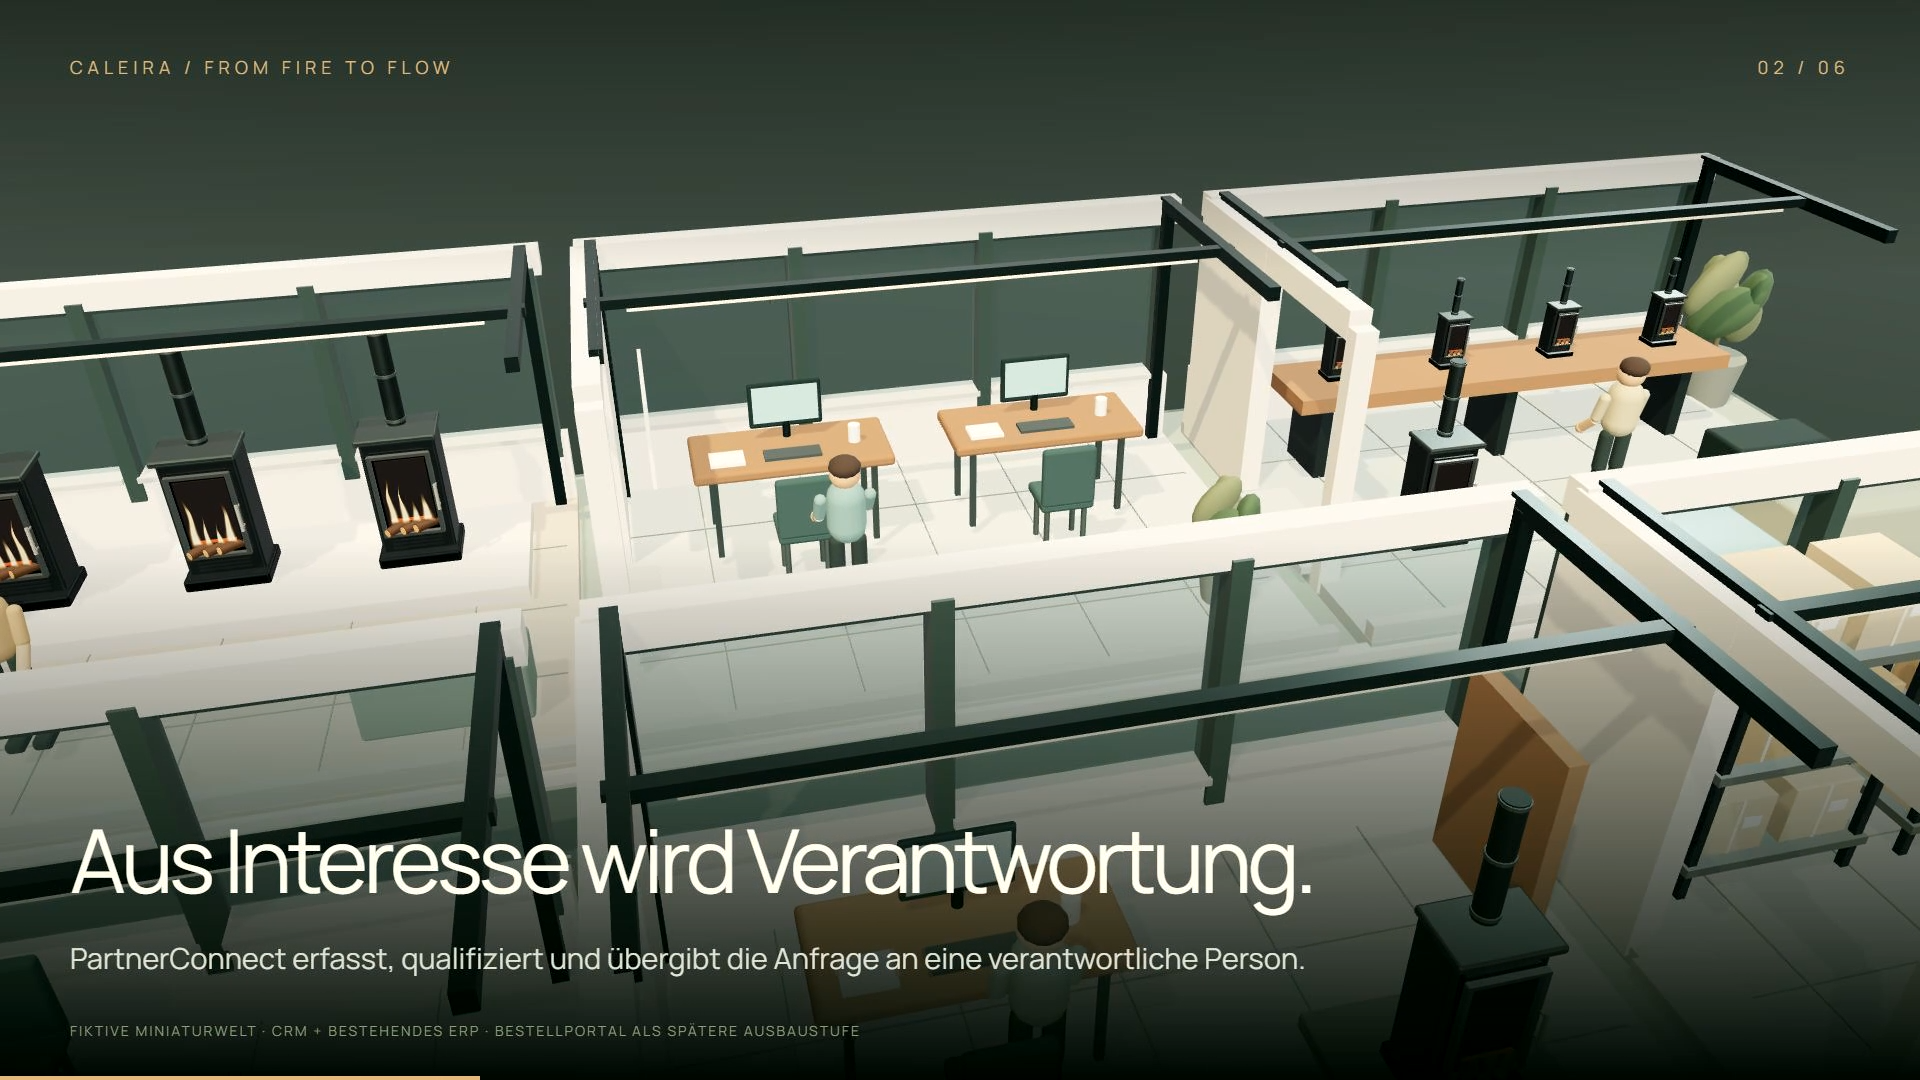 CALEIRA / FROM FIRE TO FLOW
02 / 06
Aus Interesse wird Verantwortung.
PartnerConnect erfasst, qualifiziert und übergibt die Anfrage an eine verantwortliche Person.
FIKTIVE MINIATURWELT · CRM + BESTEHENDES ERP · BESTELLPORTAL ALS SPÄTERE AUSBAUSTUFE